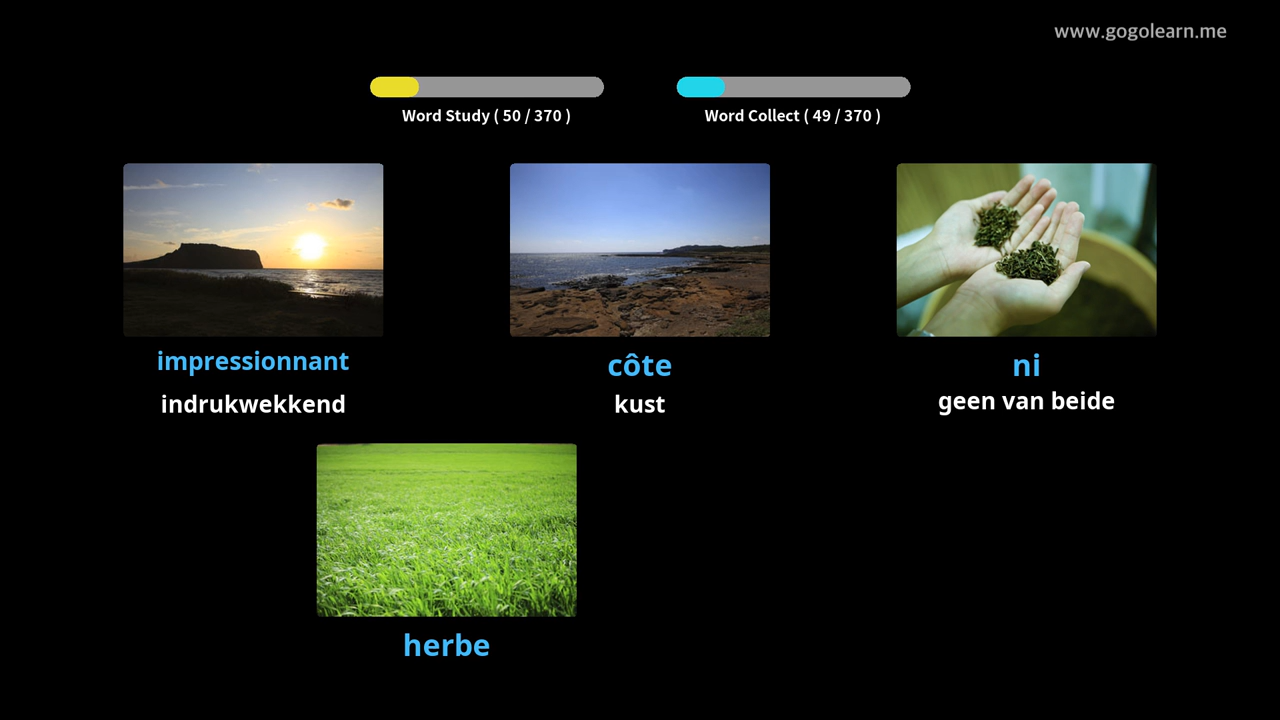 www.gogolearn.me
Word Study ( 50 / 370 )
Word Collect ( 49 / 370 )
impressionnant
côte
ni
indrukwekkend
kust
geen van beide
herbe